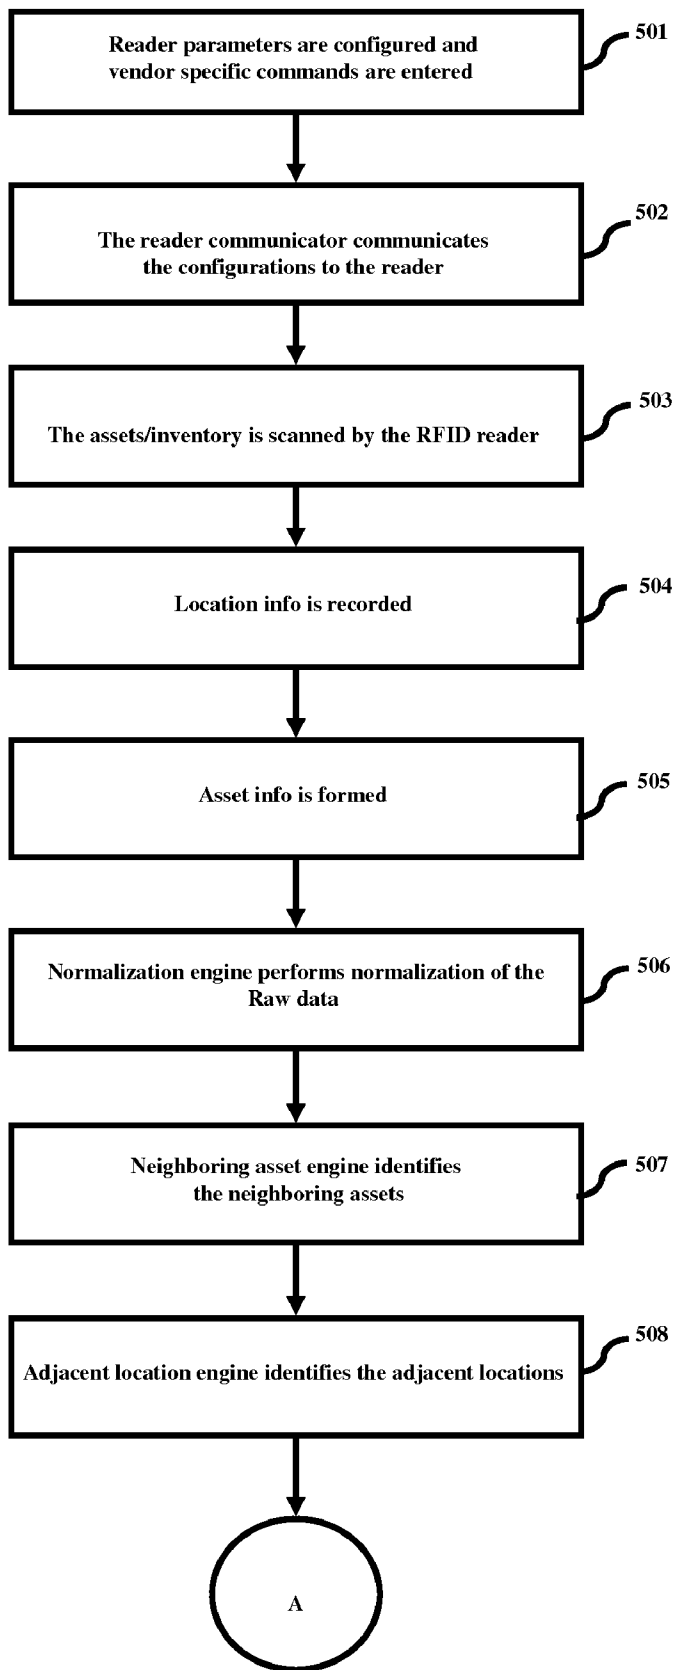 Reader parameters are configured and
vendor specific commands are entered
501
The reader communicator communicates
the configurations to the reader
502
The assets/inventory is scanned by the RFID reader
503
Location info is recorded
504
Asset info is formed
505
Normalization engine performs normalization of the
Raw data
506
Neighboring asset engine identifies
the neighboring assets
507
Adjacent location engine identifies the adjacent locations
508
A